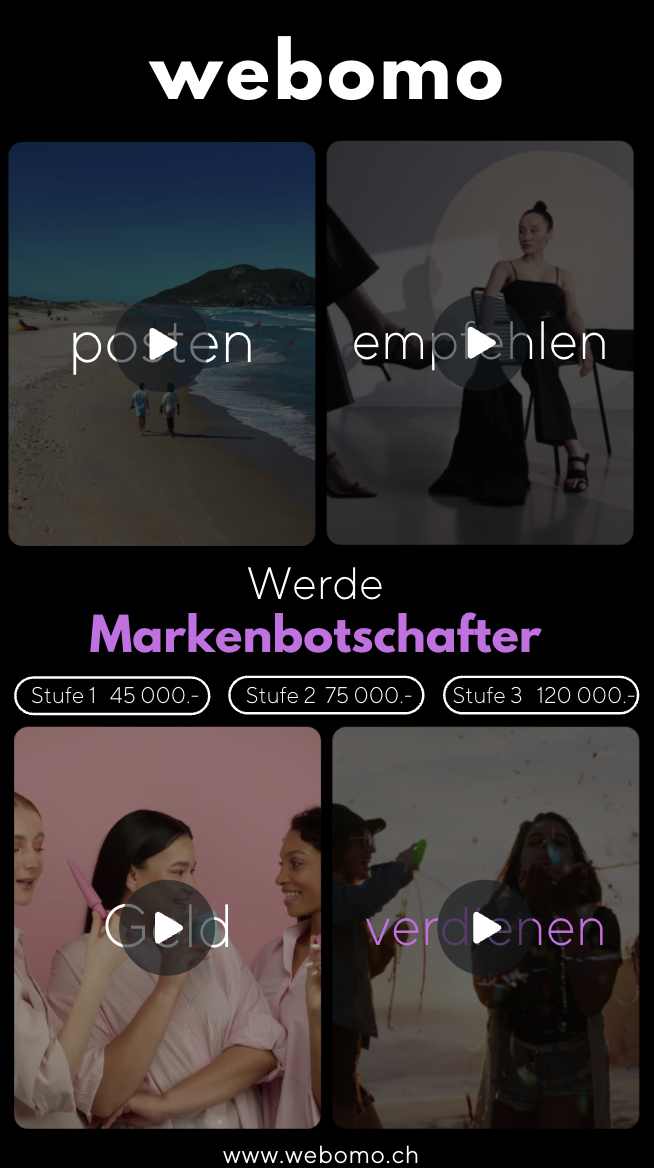 webomo
posten
empfehlen
Werde
Markenbotschafter
Stufe 1 45 000.-
Stufe 2 75 000.-
Stufe 3 120 000.-
Geld
verdienen
www.webomo.ch